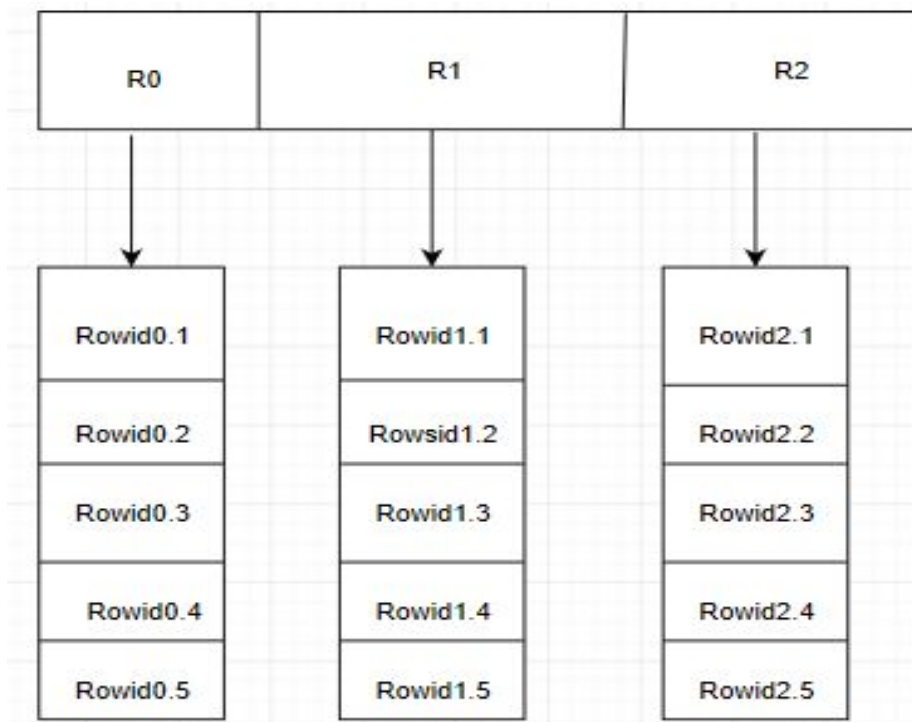 R0 R1 R2
Rowid0.1 Rowid1.1 Rowid2.1
Rowid0.2 Rowsid1.2 Rowid2.2
Rowid0.3 Rowid1.3 Rowid2.3
Rowid0.4 Rowid1.4 Rowid2.4
Rowid0.5 Rowid1.5 Rowid2.5